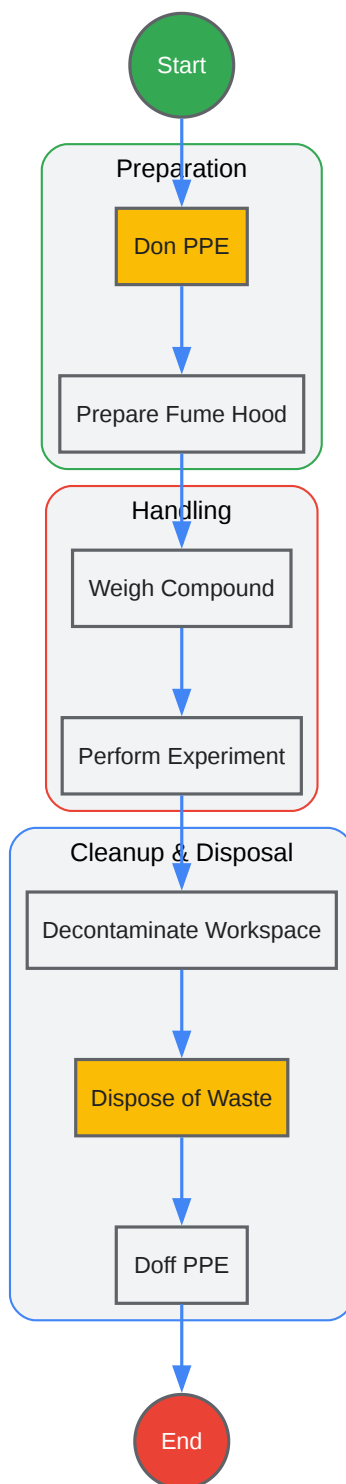 Start
Preparation
Don PPE
Prepare Fume Hood
Handling
Weigh Compound
Perform Experiment
Cleanup & Disposal
Decontaminate Workspace
Dispose of Waste
Doff PPE
End